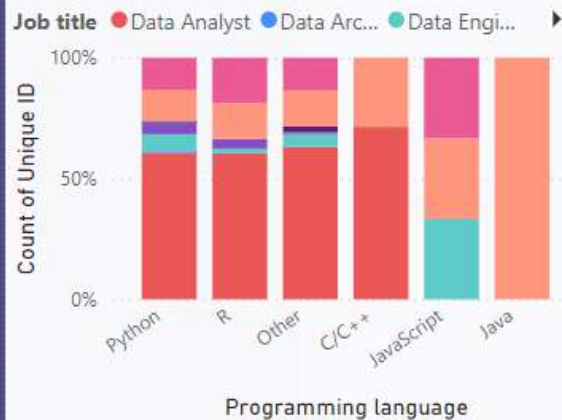 Job title Data Analyst Data Arc... Data Engi...
100%
50%
0%
Count of Unique ID
Python
R
Other
C/C++
JavaScript
Java
Programming language